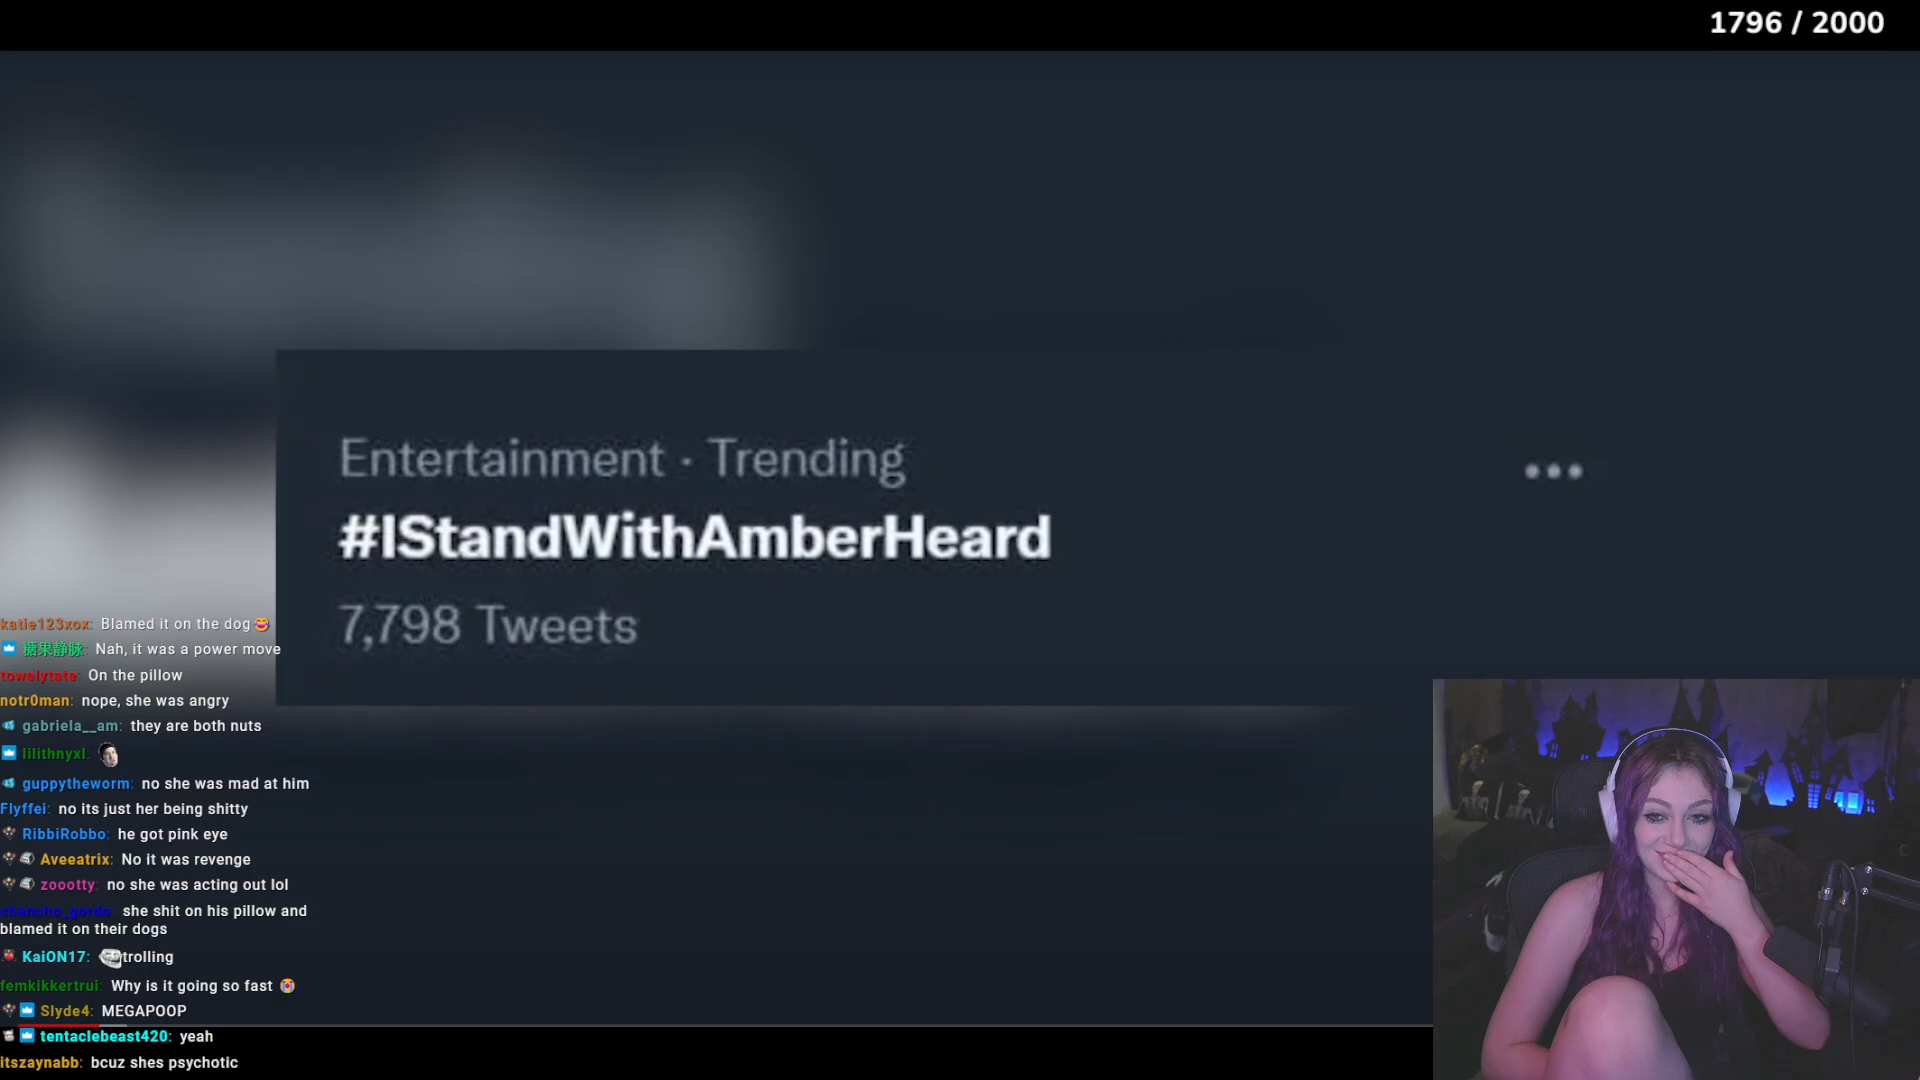 1796 / 2000
Entertainment · Trending
#IStandWithAmberHeard
7,798 Tweets
katie123xox: Blamed it on the dog
糖果静脉: Nah, it was a power move
towelytate: On the pillow
notr0man: nope, she was angry
gabriela__am: they are both nuts
lilithnyxl:
guppytheworm: no she was mad at him
Flyffei: no its just her being shitty
RibbiRobbo: he got pink eye
Aveeatrix: No it was revenge
zoootty: no she was acting out lol
she shit on his pillow and
blamed it on their dogs
KaiON17: trolling
femkikkertrui: Why is it going so fast
Slyde4: MEGAPOOP
tentaclebeast420: yeah
itszaynabb: bcuz shes psychotic